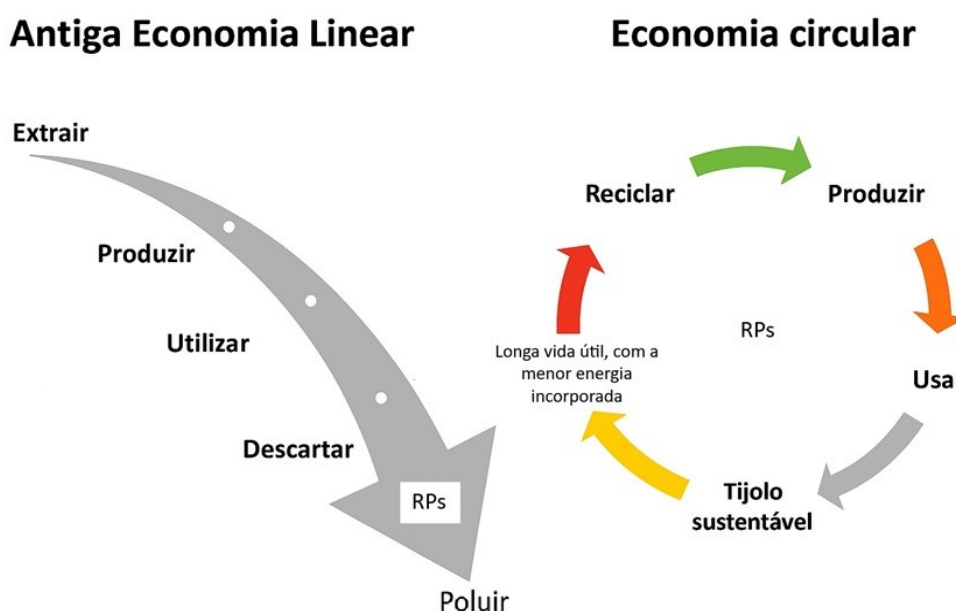 Antiga Economia Linear
Extrair
Produzir
Utilizar
Descartar
RPs
Poluir
Economia circular
Reciclar
Produzir
RPs
Longa vida útil, com a
menor energia
incorporada
Usa
Tijolo
sustentável